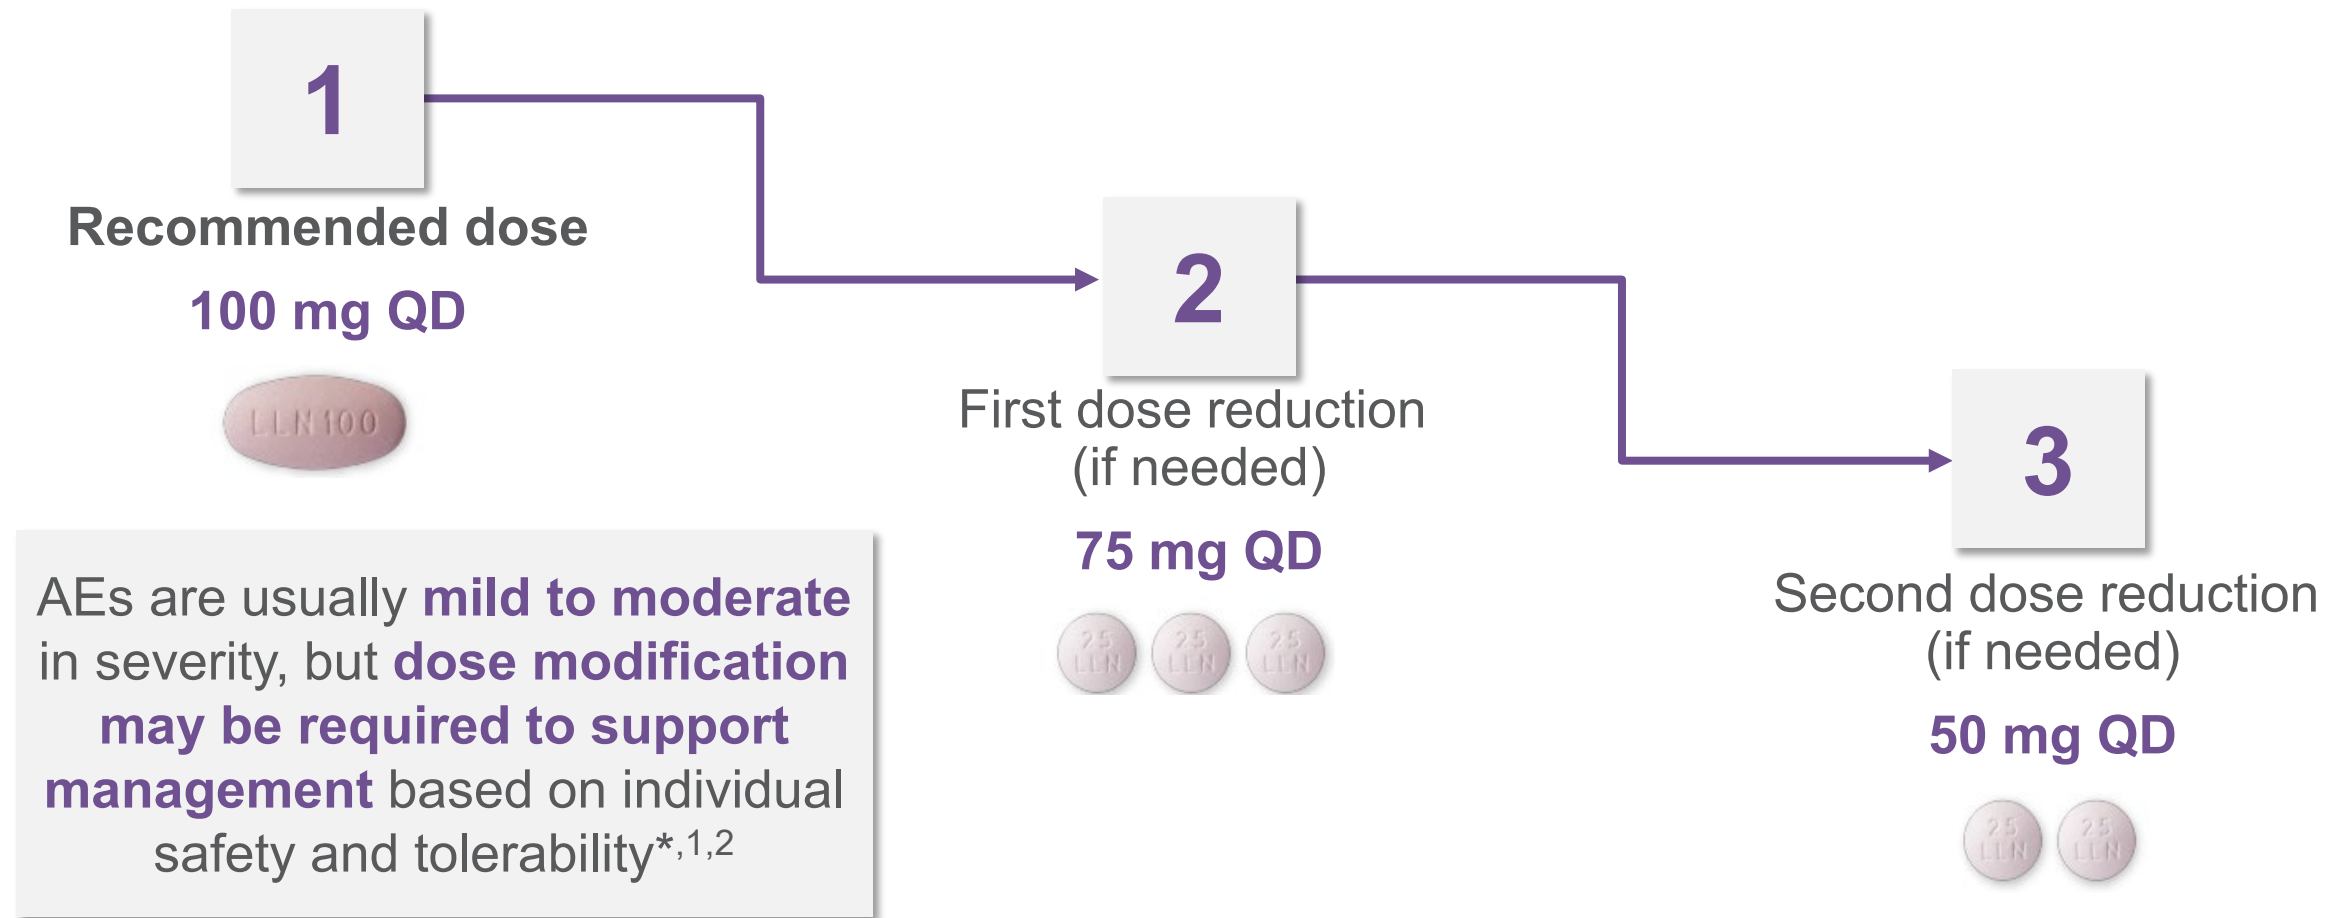 1
Recommended dose
100 mg QD
LLN100
AEs are usually mild to moderate
in severity, but dose modification
may be required to support
management based on individual
safety and tolerability*,1,2
2
First dose reduction
(if needed)
75 mg QD
25
LLN
25
LLN
25
LLN
3
Second dose reduction
(if needed)
50 mg QD
25
LLN
25
LLN